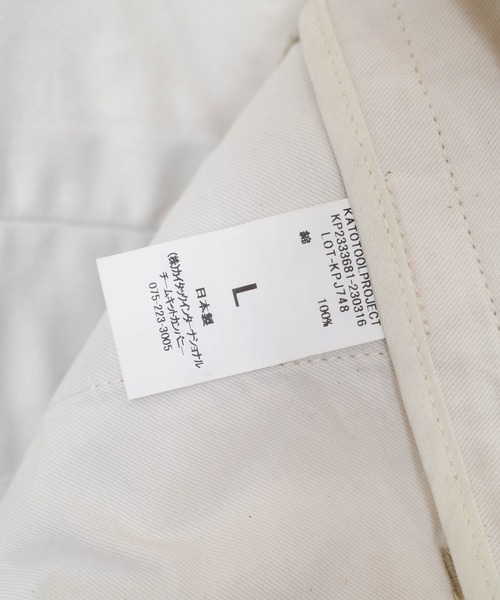 KATOTOOLPROJECT
KP2333681-230316
LOT-KPJ748
綿 100%
L
日本製
(株)カイタックインターナショナル
チームキットカンパニー
075-223-3005